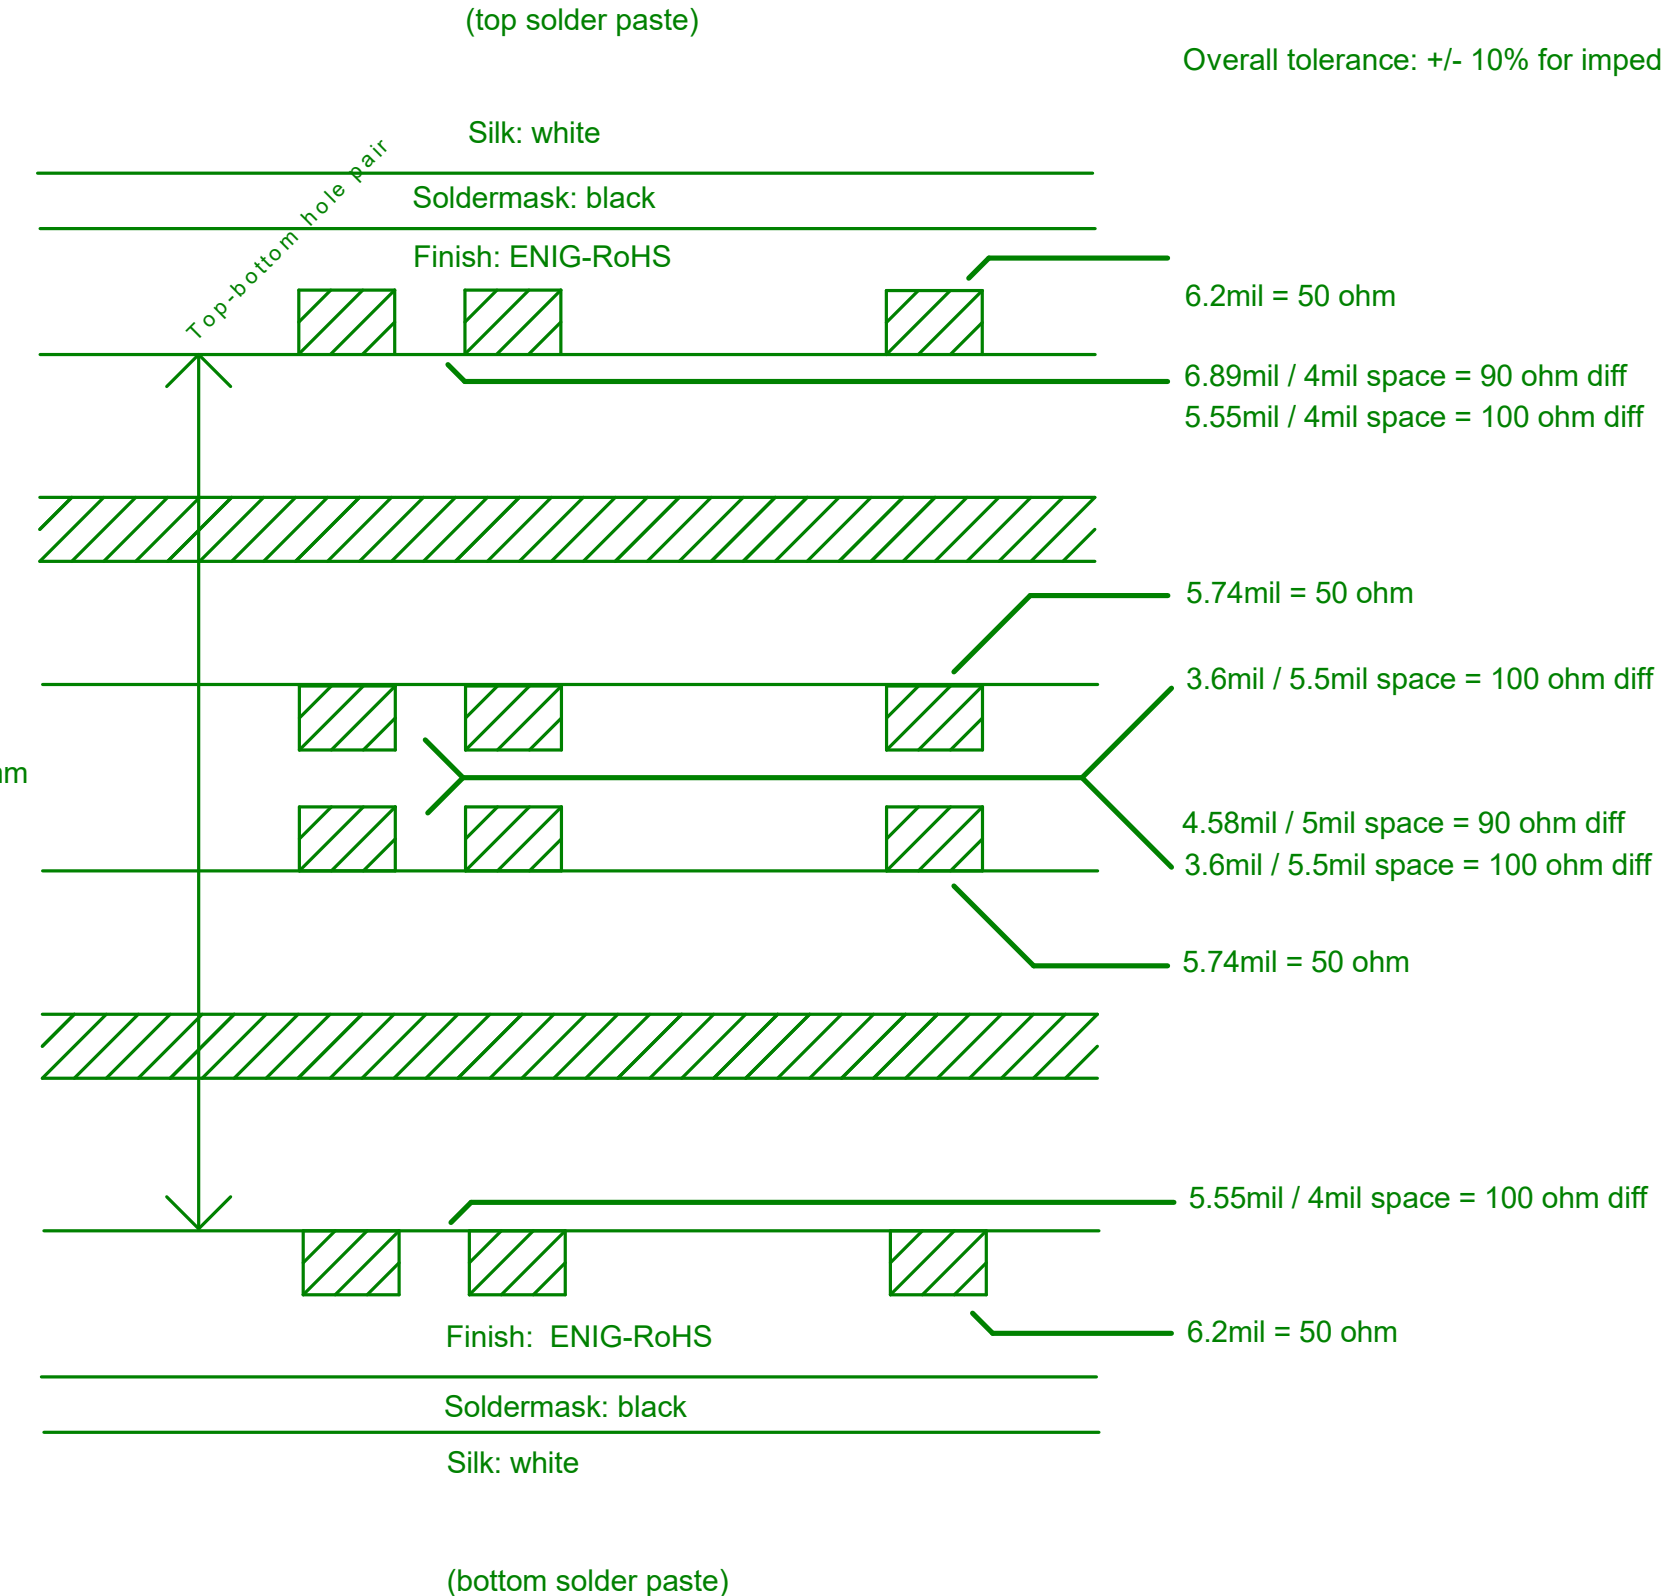 (top solder paste)
Overall tolerance: +/- 10% for imped
Silk: white
Top-bottom hole pair
Soldermask: black
Finish: ENIG-RoHS
6.2mil = 50 ohm
6.89mil / 4mil space = 90 ohm diff
5.55mil / 4mil space = 100 ohm diff
5.74mil = 50 ohm
3.6mil / 5.5mil space = 100 ohm diff
4.58mil / 5mil space = 90 ohm diff
3.6mil / 5.5mil space = 100 ohm diff
5.74mil = 50 ohm
5.55mil / 4mil space = 100 ohm diff
6.2mil = 50 ohm
Finish:  ENIG-RoHS
Soldermask: black
Silk: white
(bottom solder paste)